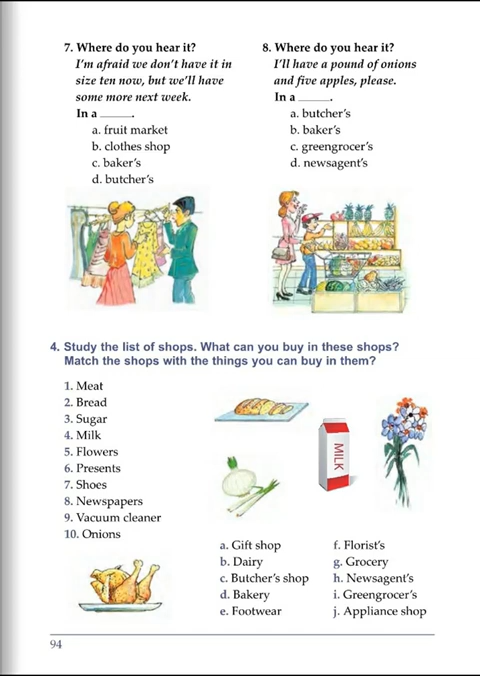 7. Where do you hear it?
I'm afraid we don't have it in
size ten now, but we'll have
some more next week.
In a _____.
a. fruit market
b. clothes shop
c. baker's
d. butcher's
8. Where do you hear it?
I'll have a pound of onions
and five apples, please.
In a _____.
a. butcher's
b. baker's
c. greengrocer's
d. newsagent's
4. Study the list of shops. What can you buy in these shops?
Match the shops with the things you can buy in them?
1. Meat
2. Bread
3. Sugar
4. Milk
5. Flowers
6. Presents
7. Shoes
8. Newspapers
9. Vacuum cleaner
10. Onions
MILK
a. Gift shop
b. Dairy
c. Butcher's shop
d. Bakery
e. Footwear
f. Florist's
g. Grocery
h. Newsagent's
i. Greengrocer's
j. Appliance shop
94